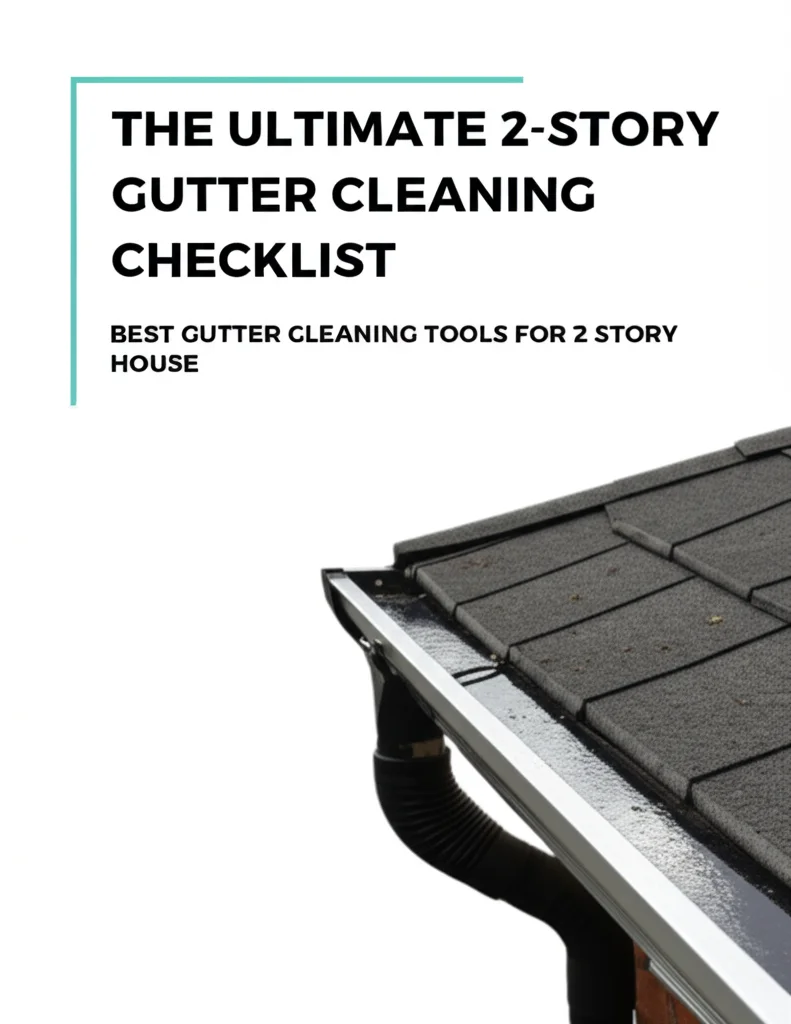 THE ULTIMATE 2-STORY
GUTTER CLEANING
CHECKLIST
BEST GUTTER CLEANING TOOLS FOR 2 STORY
HOUSE